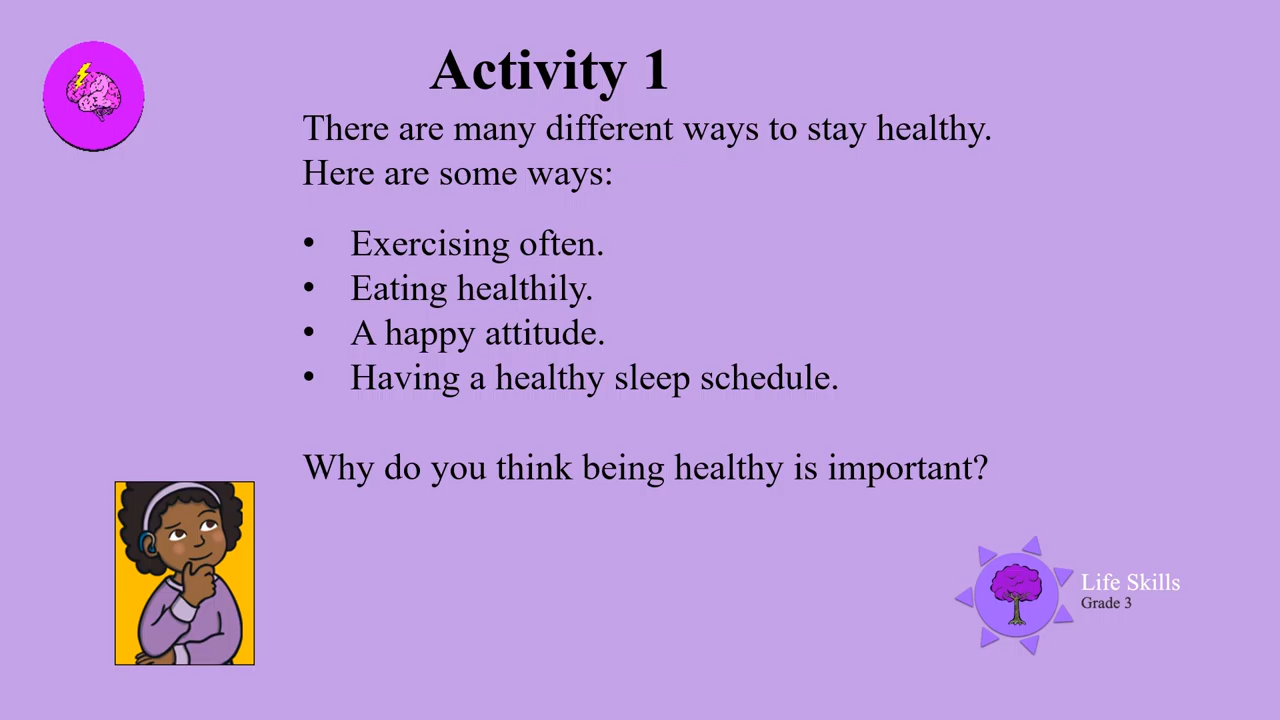 Activity 1
There are many different ways to stay healthy.
Here are some ways:
• Exercising often.
• Eating healthily.
• A happy attitude.
• Having a healthy sleep schedule.
Why do you think being healthy is important?
Life Skills
Grade 3